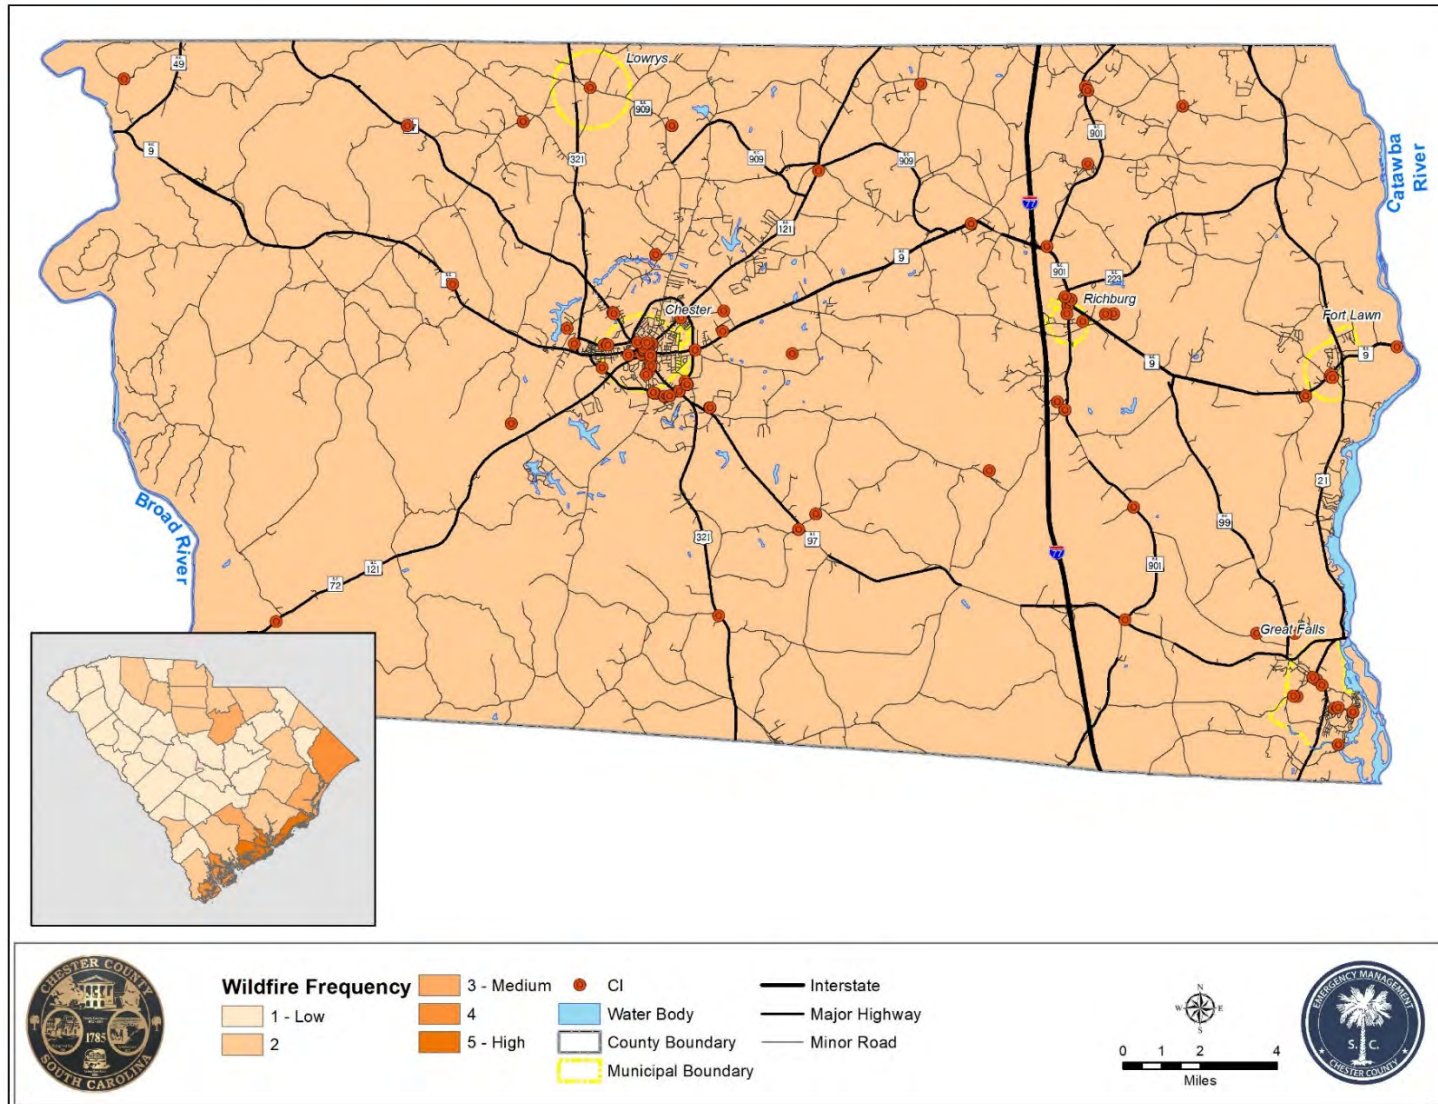 Lowrys
49
9
909
321
909
909
901
77
121
9
Catawba
River
901
223
Richburg
Chester
Fort Lawn
9
9
21
Broad River
321
97
99
77
901
121
72
Great Falls
CHESTER COUNTY
1785
SOUTH CAROLINA
Wildfire Frequency
1 - Low
2
3 - Medium
4
5 - High
CI
Water Body
County Boundary
Municipal Boundary
Interstate
Major Highway
Minor Road
N
W E
S
0 1 2 4
Miles
EMERGENCY MANAGEMENT
S. C.
CHESTER COUNTY